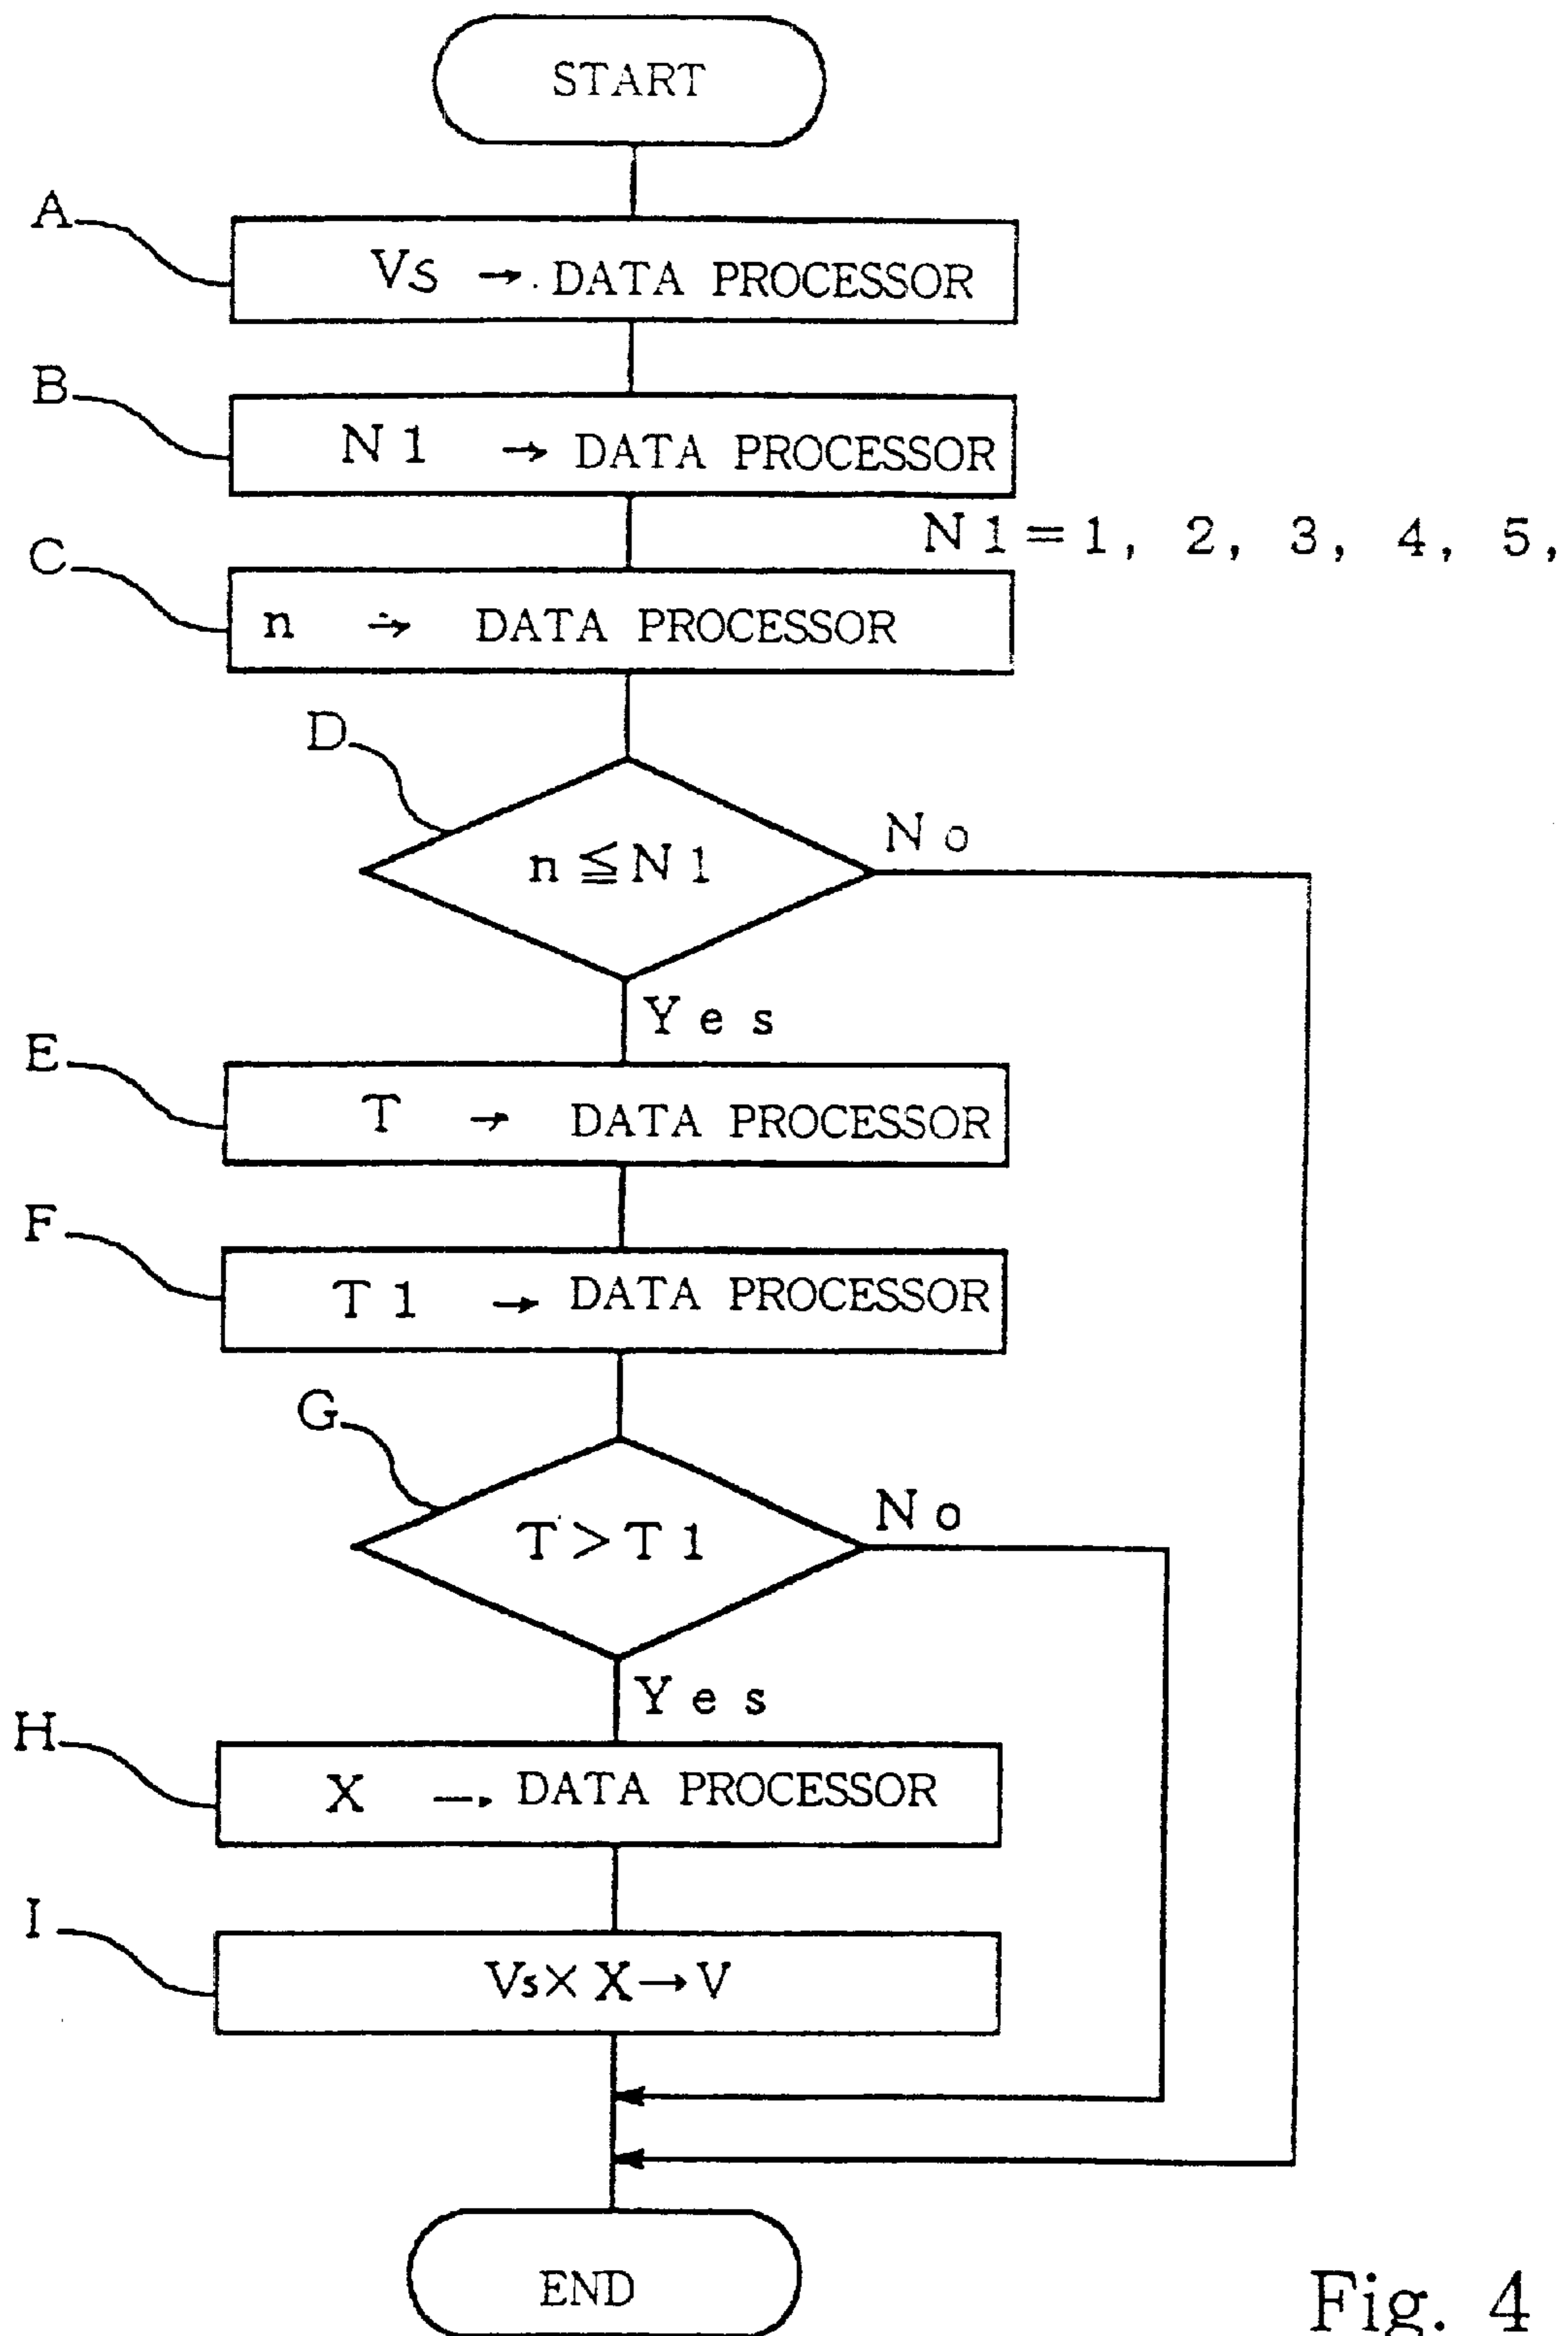 START
A
Vs → DATA PROCESSOR
B
N1 → DATA PROCESSOR
N1=1, 2, 3, 4, 5,
C
n → DATA PROCESSOR
D
n≦N1
No
Yes
E
T → DATA PROCESSOR
F
T1 → DATA PROCESSOR
G
T>T1
No
Yes
H
X → DATA PROCESSOR
I
Vs×X→V
END
Fig. 4